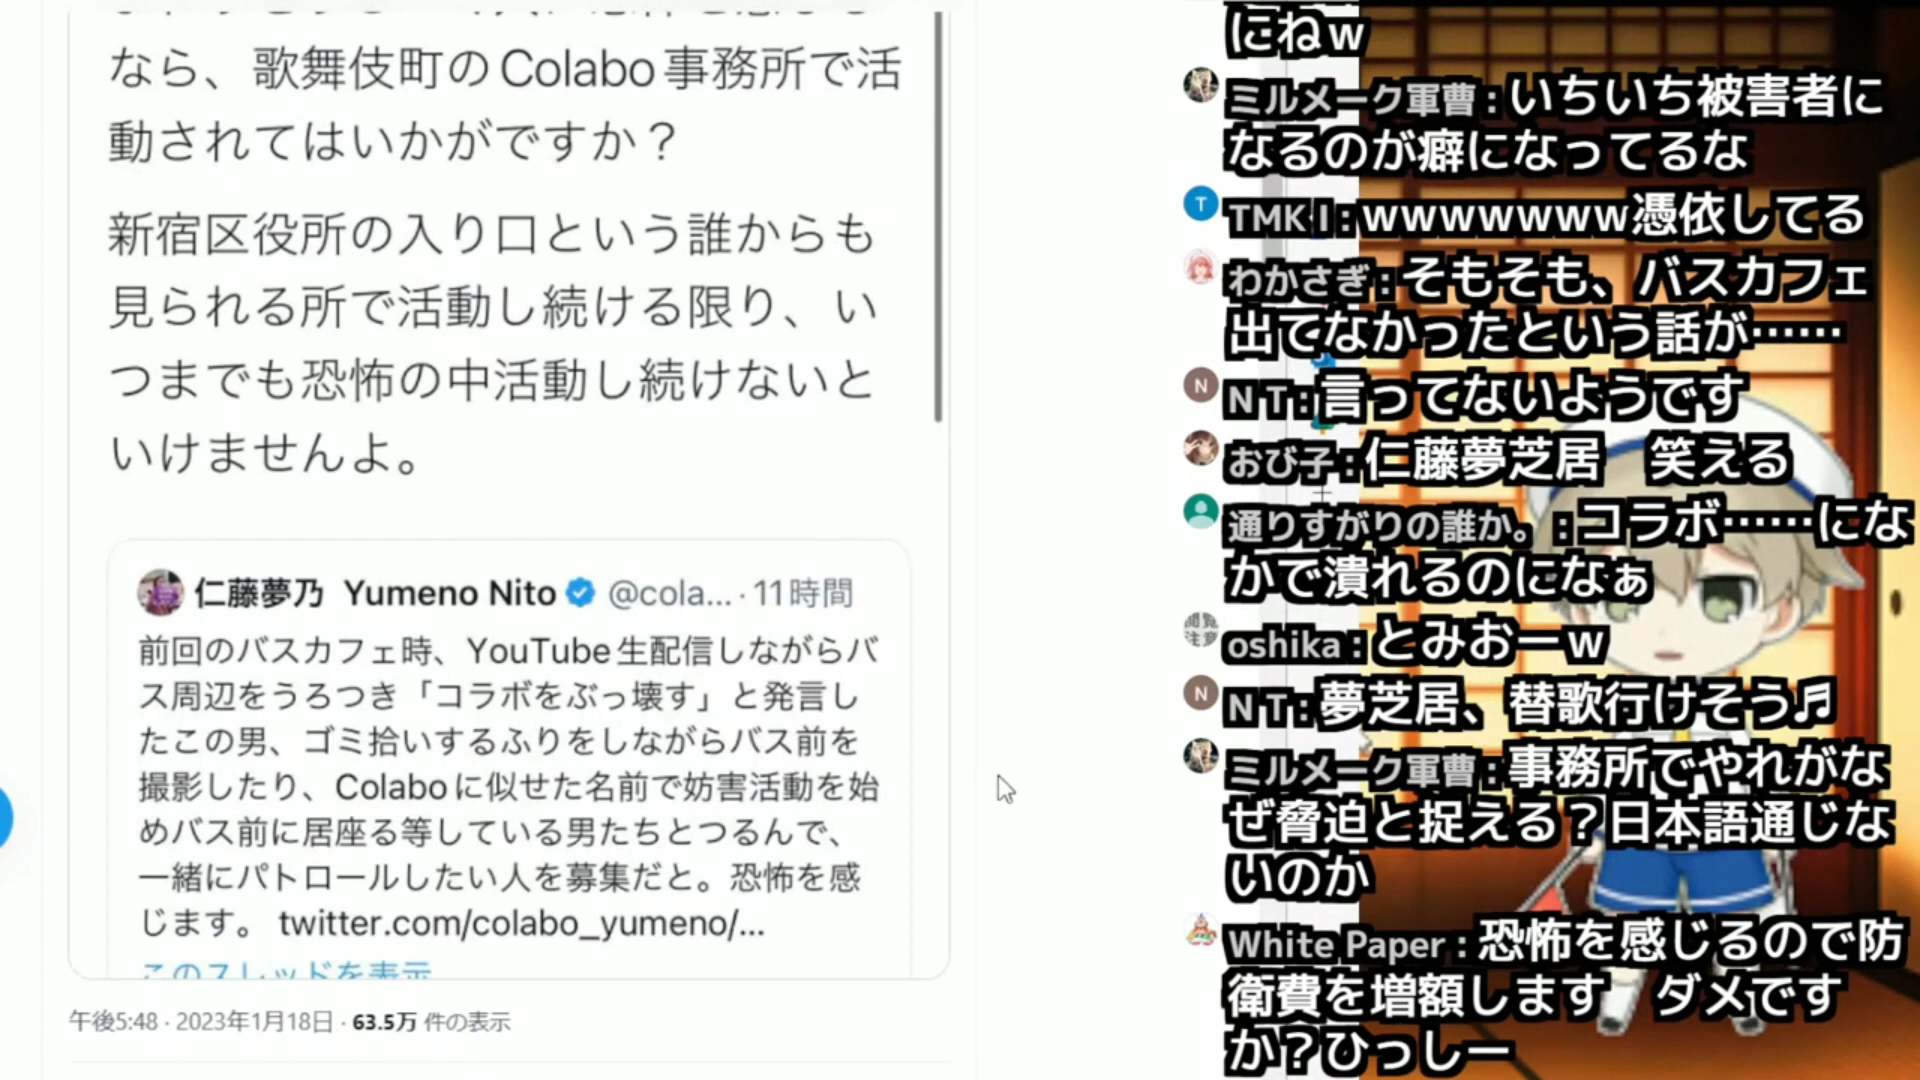 なら、歌舞伎町のColabo事務所で活
動されてはいかがですか？
新宿区役所の入り口という誰からも
見られる所で活動し続ける限り、い
つまでも恐怖の中活動し続けないと
いけませんよ。
仁藤夢乃 Yumeno Nito @cola... · 11時間
前回のバスカフェ時、YouTube生配信しながらバ
ス周辺をうろつき「コラボをぶっ壊す」と発言し
たこの男、ゴミ拾いするふりをしながらバス前を
撮影したり、Colaboに似せた名前で妨害活動を始
めバス前に居座る等している男たちとつるんで、
一緒にパトロールしたい人を募集だと。恐怖を感
じます。 twitter.com/colabo_yumeno/...
このスレッドを表示
午後5:48 · 2023年1月18日 · 63.5万 件の表示
にねw
ミルメーク軍曹 : いちいち被害者に
なるのが癖になってるな
T
TMK I : wwwwwwww憑依してる
わかさぎ : そもそも、バスカフェ
出てなかったという話が……
N
N T : 言ってないようです
おび子 : 仁藤夢芝居　笑える
通りすがりの誰か。 : コラボ……にな
かで潰れるのになぁ
閲覧
注意
oshika : とみおーw
N
N T : 夢芝居、替歌行けそう♬
ミルメーク軍曹 : 事務所でやれがな
ぜ脅迫と捉える？日本語通じな
いのか
White Paper : 恐怖を感じるので防
衛費を増額します　ダメです
か？ひっしー